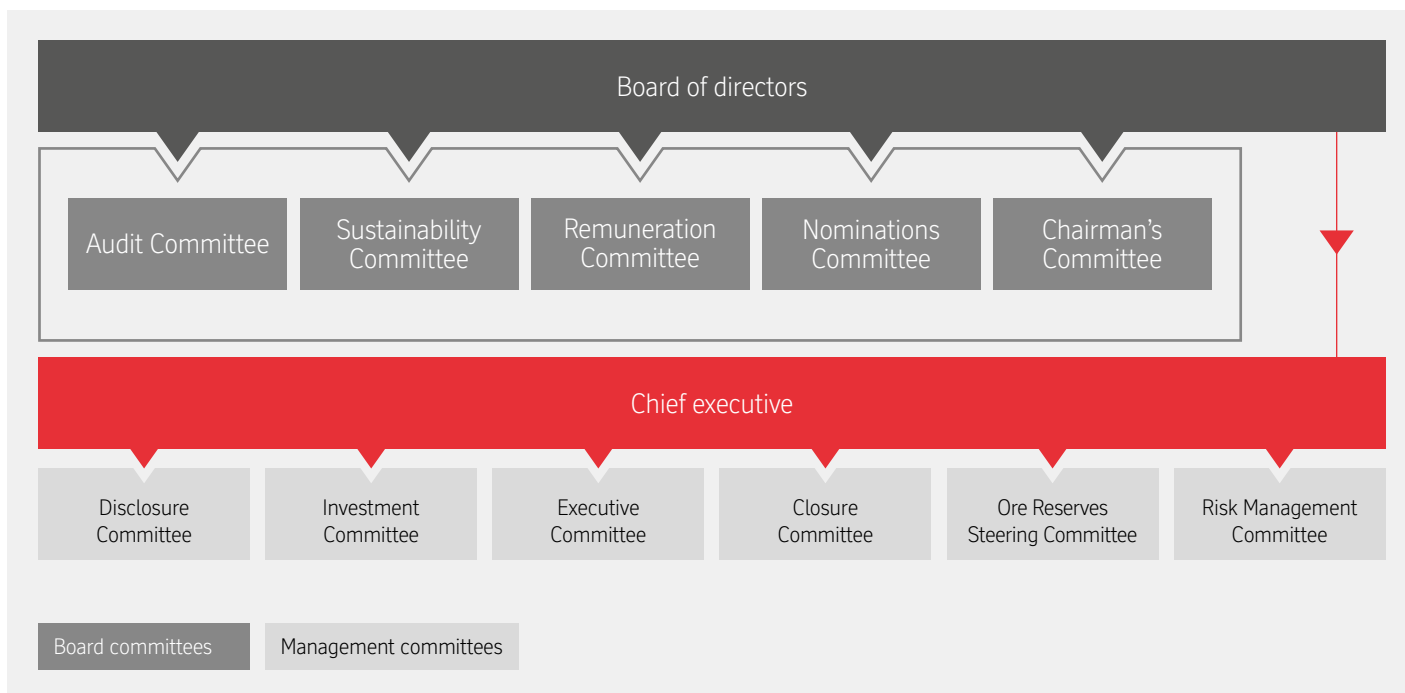 Board of directors
Audit Committee
Sustainability
Committee
Remuneration
Committee
Nominations
Committee
Chairman’s
Committee
Chief executive
Disclosure
Committee
Investment
Committee
Executive
Committee
Closure
Committee
Ore Reserves
Steering Committee
Risk Management
Committee
Board committees
Management committees